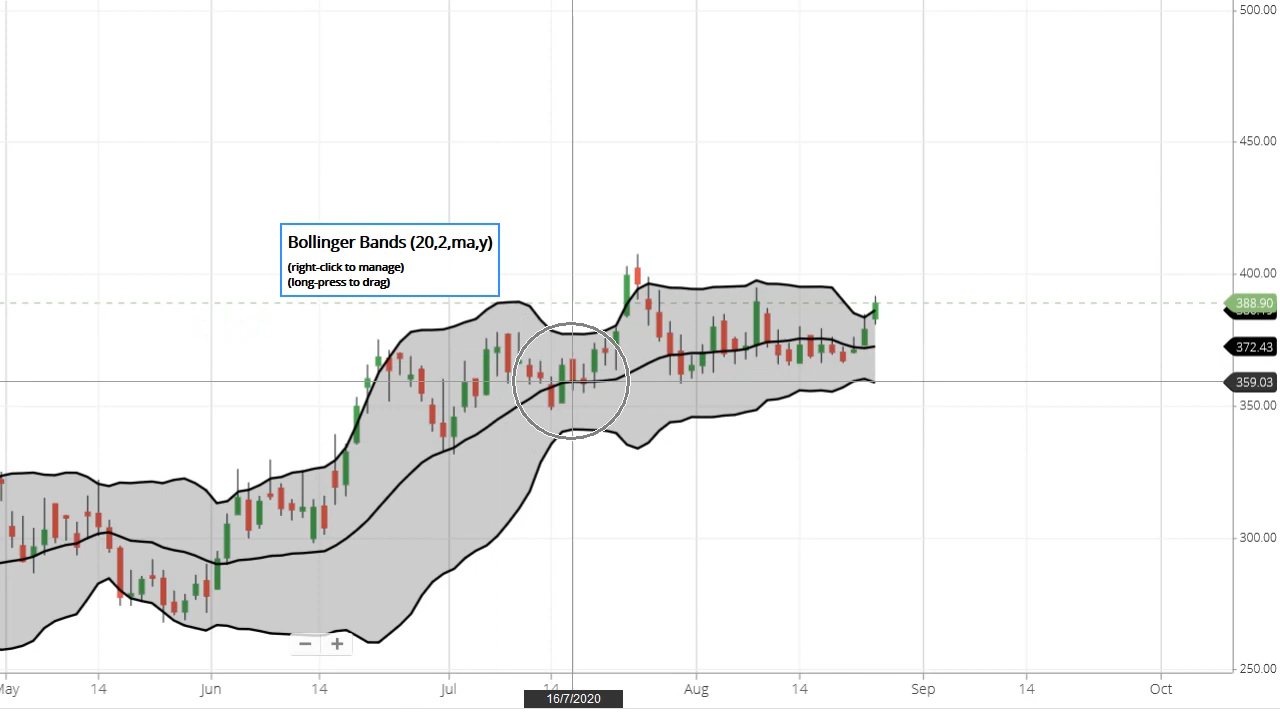 500.00
450.00
Bollinger Bands (20,2,ma,y)
(right-click to manage)
(long-press to drag)
400.00
388.90
372.43
359.03
350.00
300.00
− +
250.00
May 14 Jun 14 Jul 14 Aug 14 Sep 14 Oct
16/7/2020